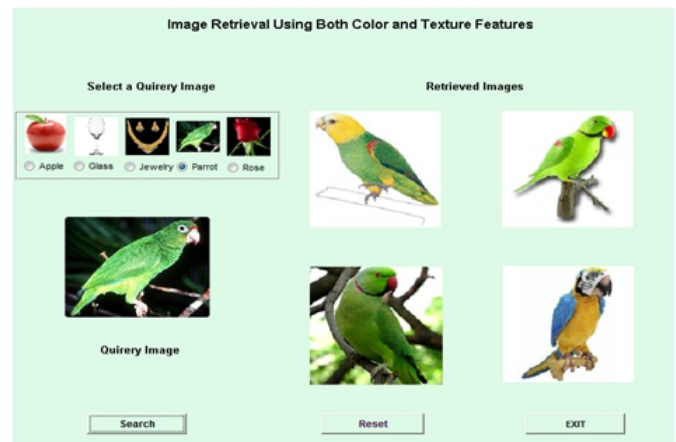 Image Retrieval Using Both Color and Texture Features
Select a Quirery Image
Retrieved Images
Apple Glass Jewelry Parrot Rose
Quirery Image
Search Reset EXIT